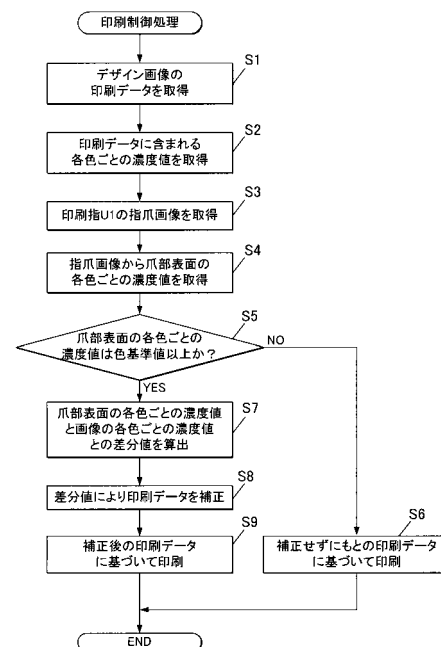 印刷制御処理
S1
デザイン画像の
印刷データを取得
S2
印刷データに含まれる
各色ごとの濃度値を取得
S3
印刷指U1の指爪画像を取得
S4
指爪画像から爪部表面の
各色ごとの濃度値を取得
S5
爪部表面の各色ごとの
濃度値は色基準値以上か？
NO
YES
S7
爪部表面の各色ごとの濃度値
と画像の各色ごとの濃度値
との差分値を算出
S8
差分値により印刷データを補正
S9
補正後の印刷データ
に基づいて印刷
S6
補正せずにもとの印刷データ
に基づいて印刷
END